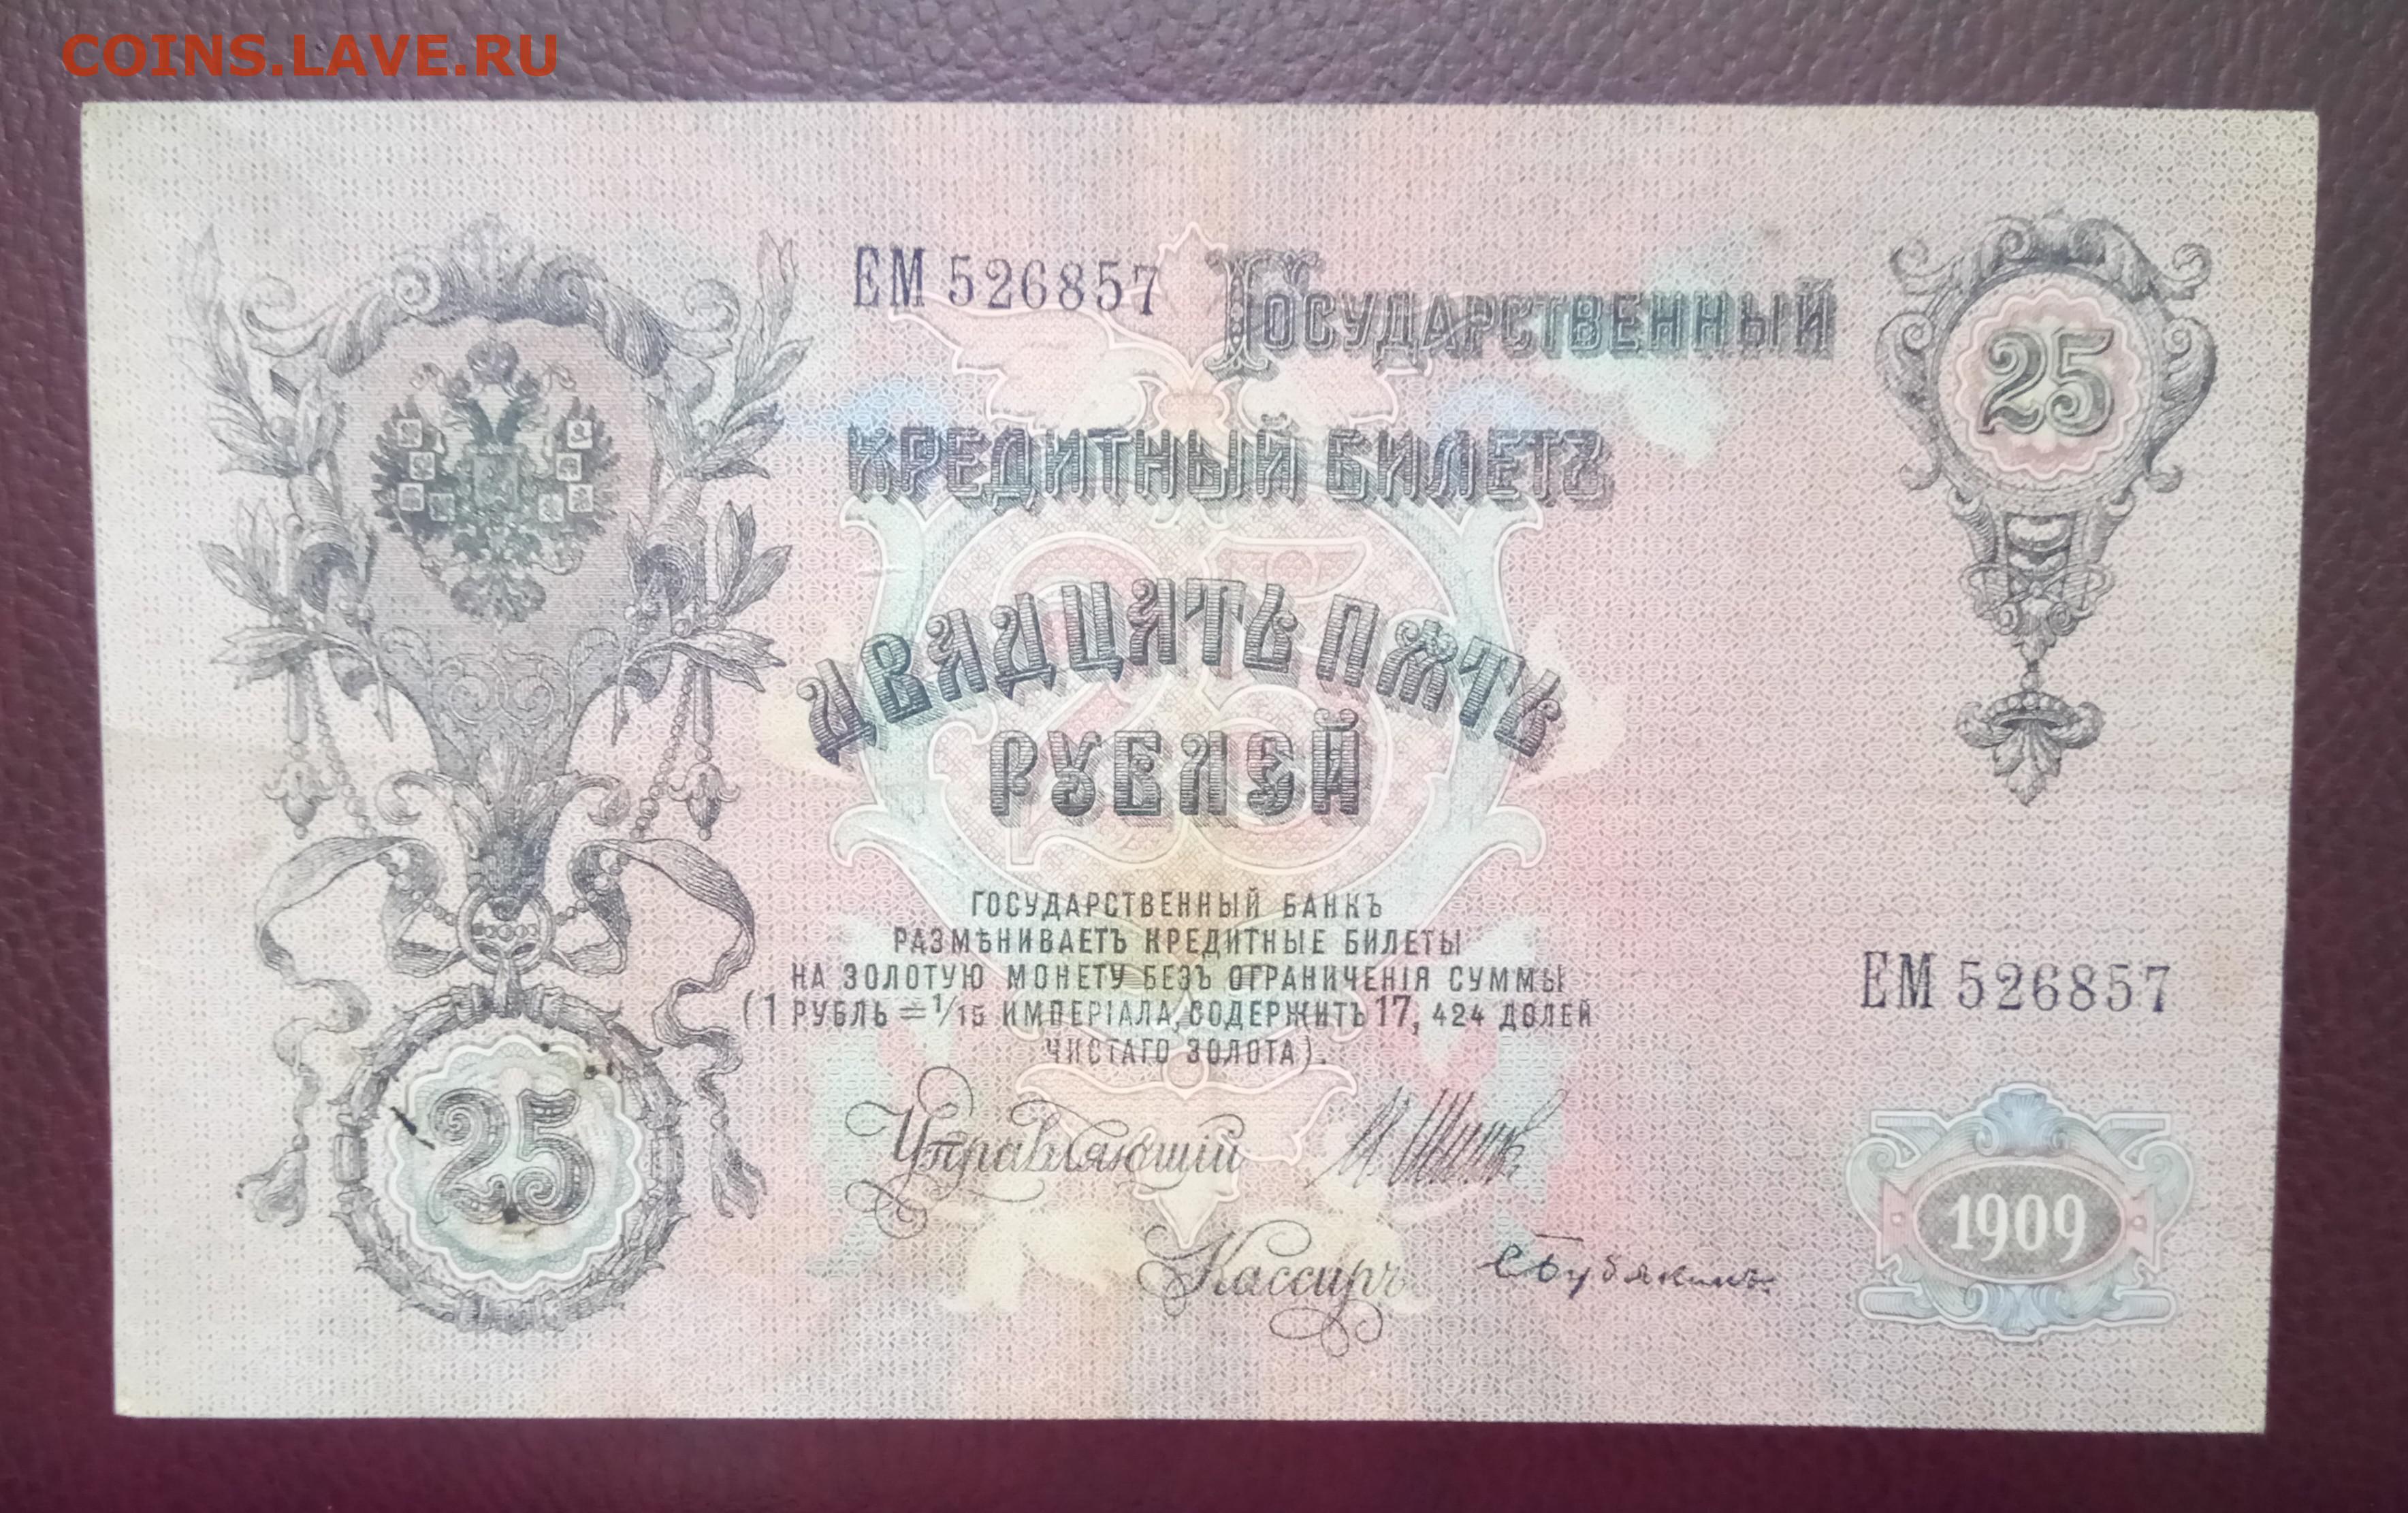 COINS.LAVE.RU
ЕМ 526857
ГОСУДАРСТВЕННЫЙ
25
КРЕДИТНЫЙ БИЛЕТЪ
ДВАДЦАТЬ ПЯТЬ
РУБЛЕЙ
ГОСУДАРСТВЕННЫЙ БАНКЪ
РАЗМѢНИВАЕТЪ КРЕДИТНЫЕ БИЛЕТЫ
НА ЗОЛОТУЮ МОНЕТУ БЕЗЪ ОГРАНИЧЕНІЯ СУММЫ
(1 РУБЛЬ = 1/15 ИМПЕРІАЛА, СОДЕРЖИТЪ 17, 424 ДОЛЕЙ
ЧИСТАГО ЗОЛОТА).
ЕМ 526857
25
Управляющій
Кассиръ
1909